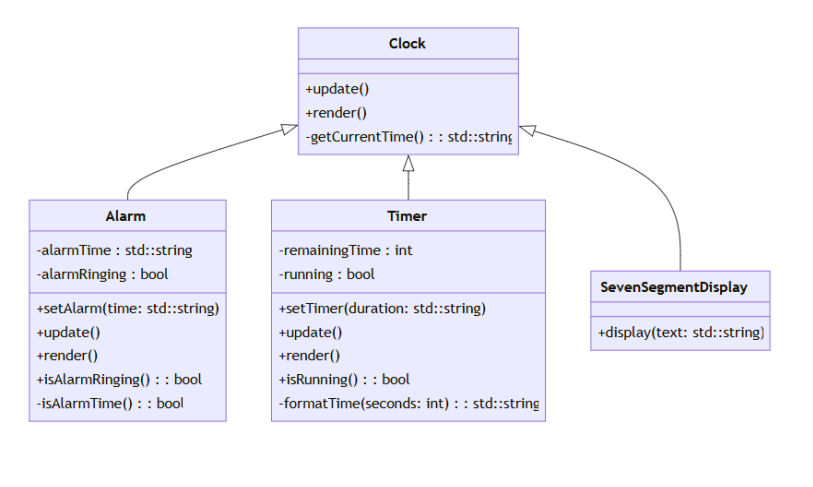 Clock
+update()
+render()
-getCurrentTime() : : std::string
Alarm
-alarmTime : std::string
-alarmRinging : bool
+setAlarm(time: std::string)
+update()
+render()
+isAlarmRinging() : : bool
-isAlarmTime() : : bool
Timer
-remainingTime : int
-running : bool
+setTimer(duration: std::string)
+update()
+render()
+isRunning() : : bool
-formatTime(seconds: int) : : std::string
SevenSegmentDisplay
+display(text: std::string)